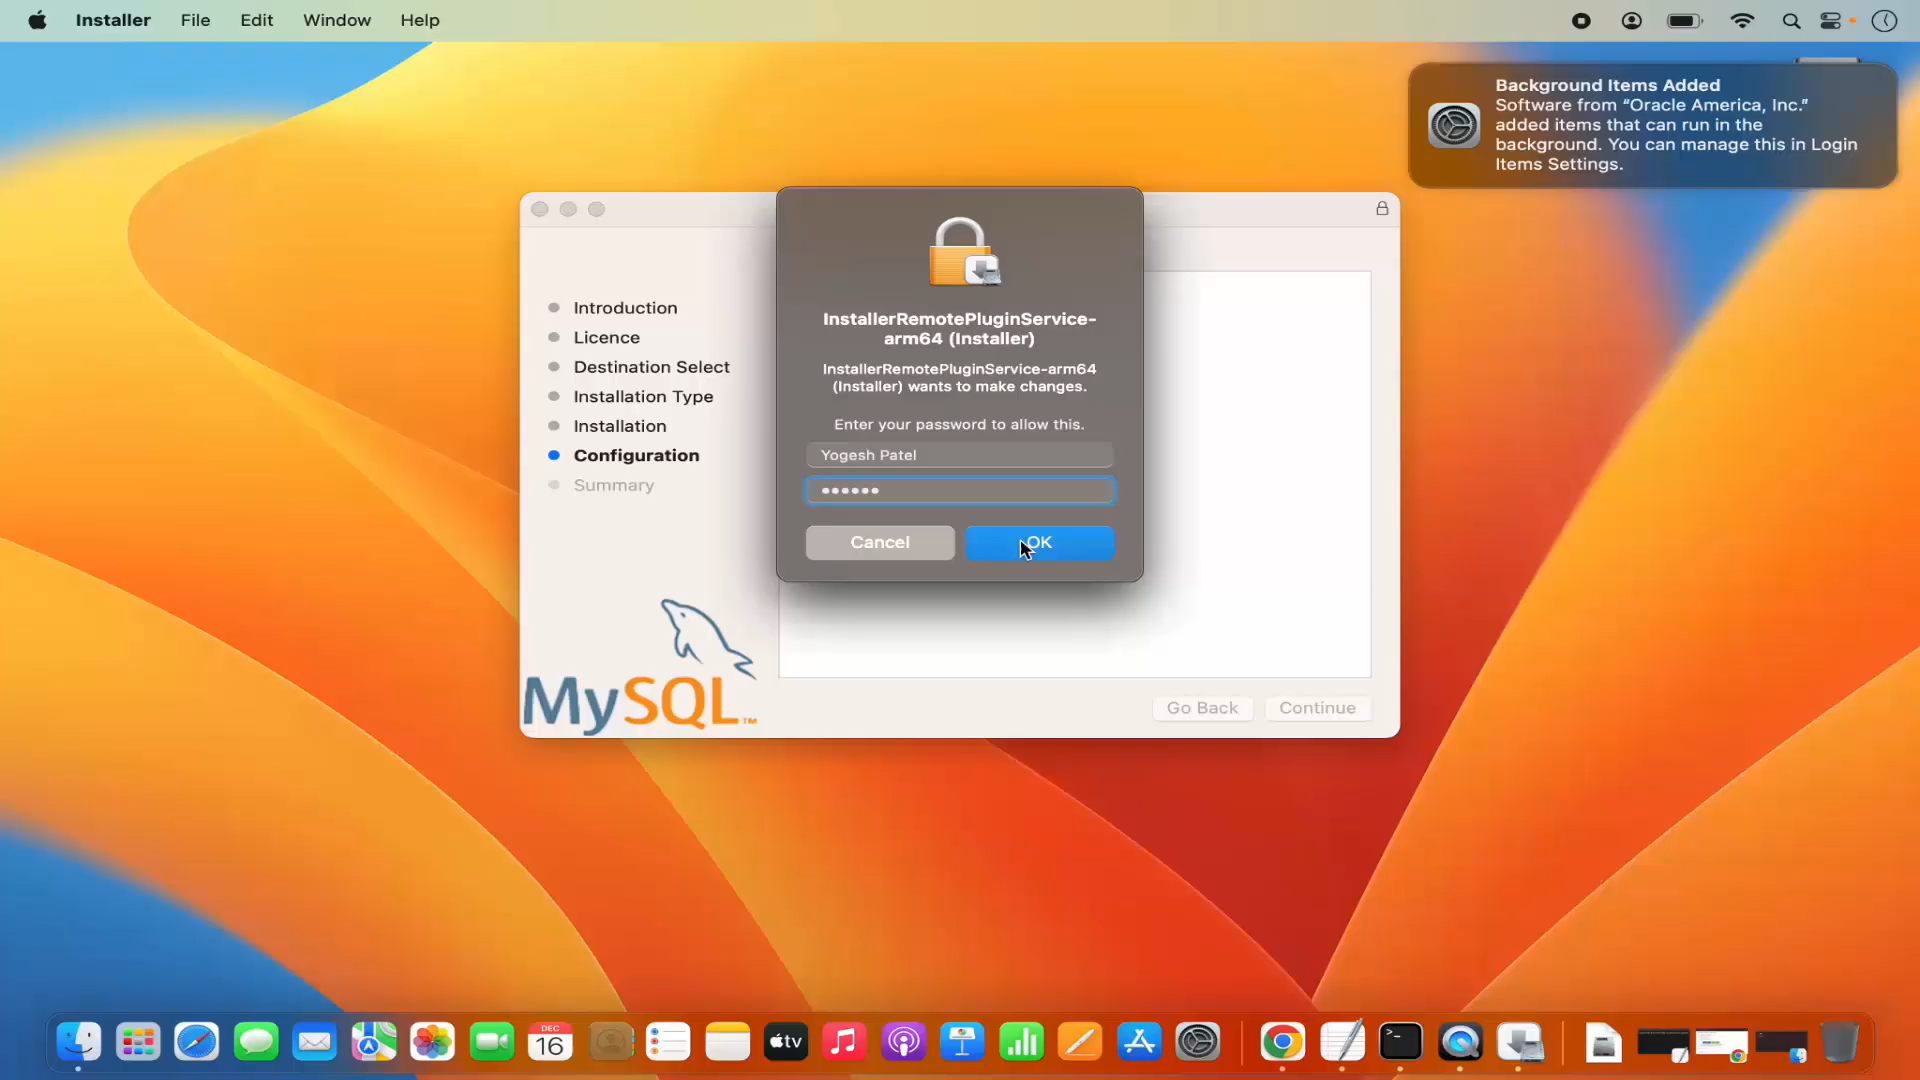 Installer File Edit Window Help
Background Items Added
Software from “Oracle America, Inc.”
added items that can run in the
background. You can manage this in Login
Items Settings.
InstallerRemotePluginService-
arm64 (Installer)
InstallerRemotePluginService-arm64
(Installer) wants to make changes.
Enter your password to allow this.
Yogesh Patel
••••••
Cancel OK
Introduction
Licence
Destination Select
Installation Type
Installation
Configuration
Summary
MySQL™
Go Back Continue
DEC
16
tv
>_